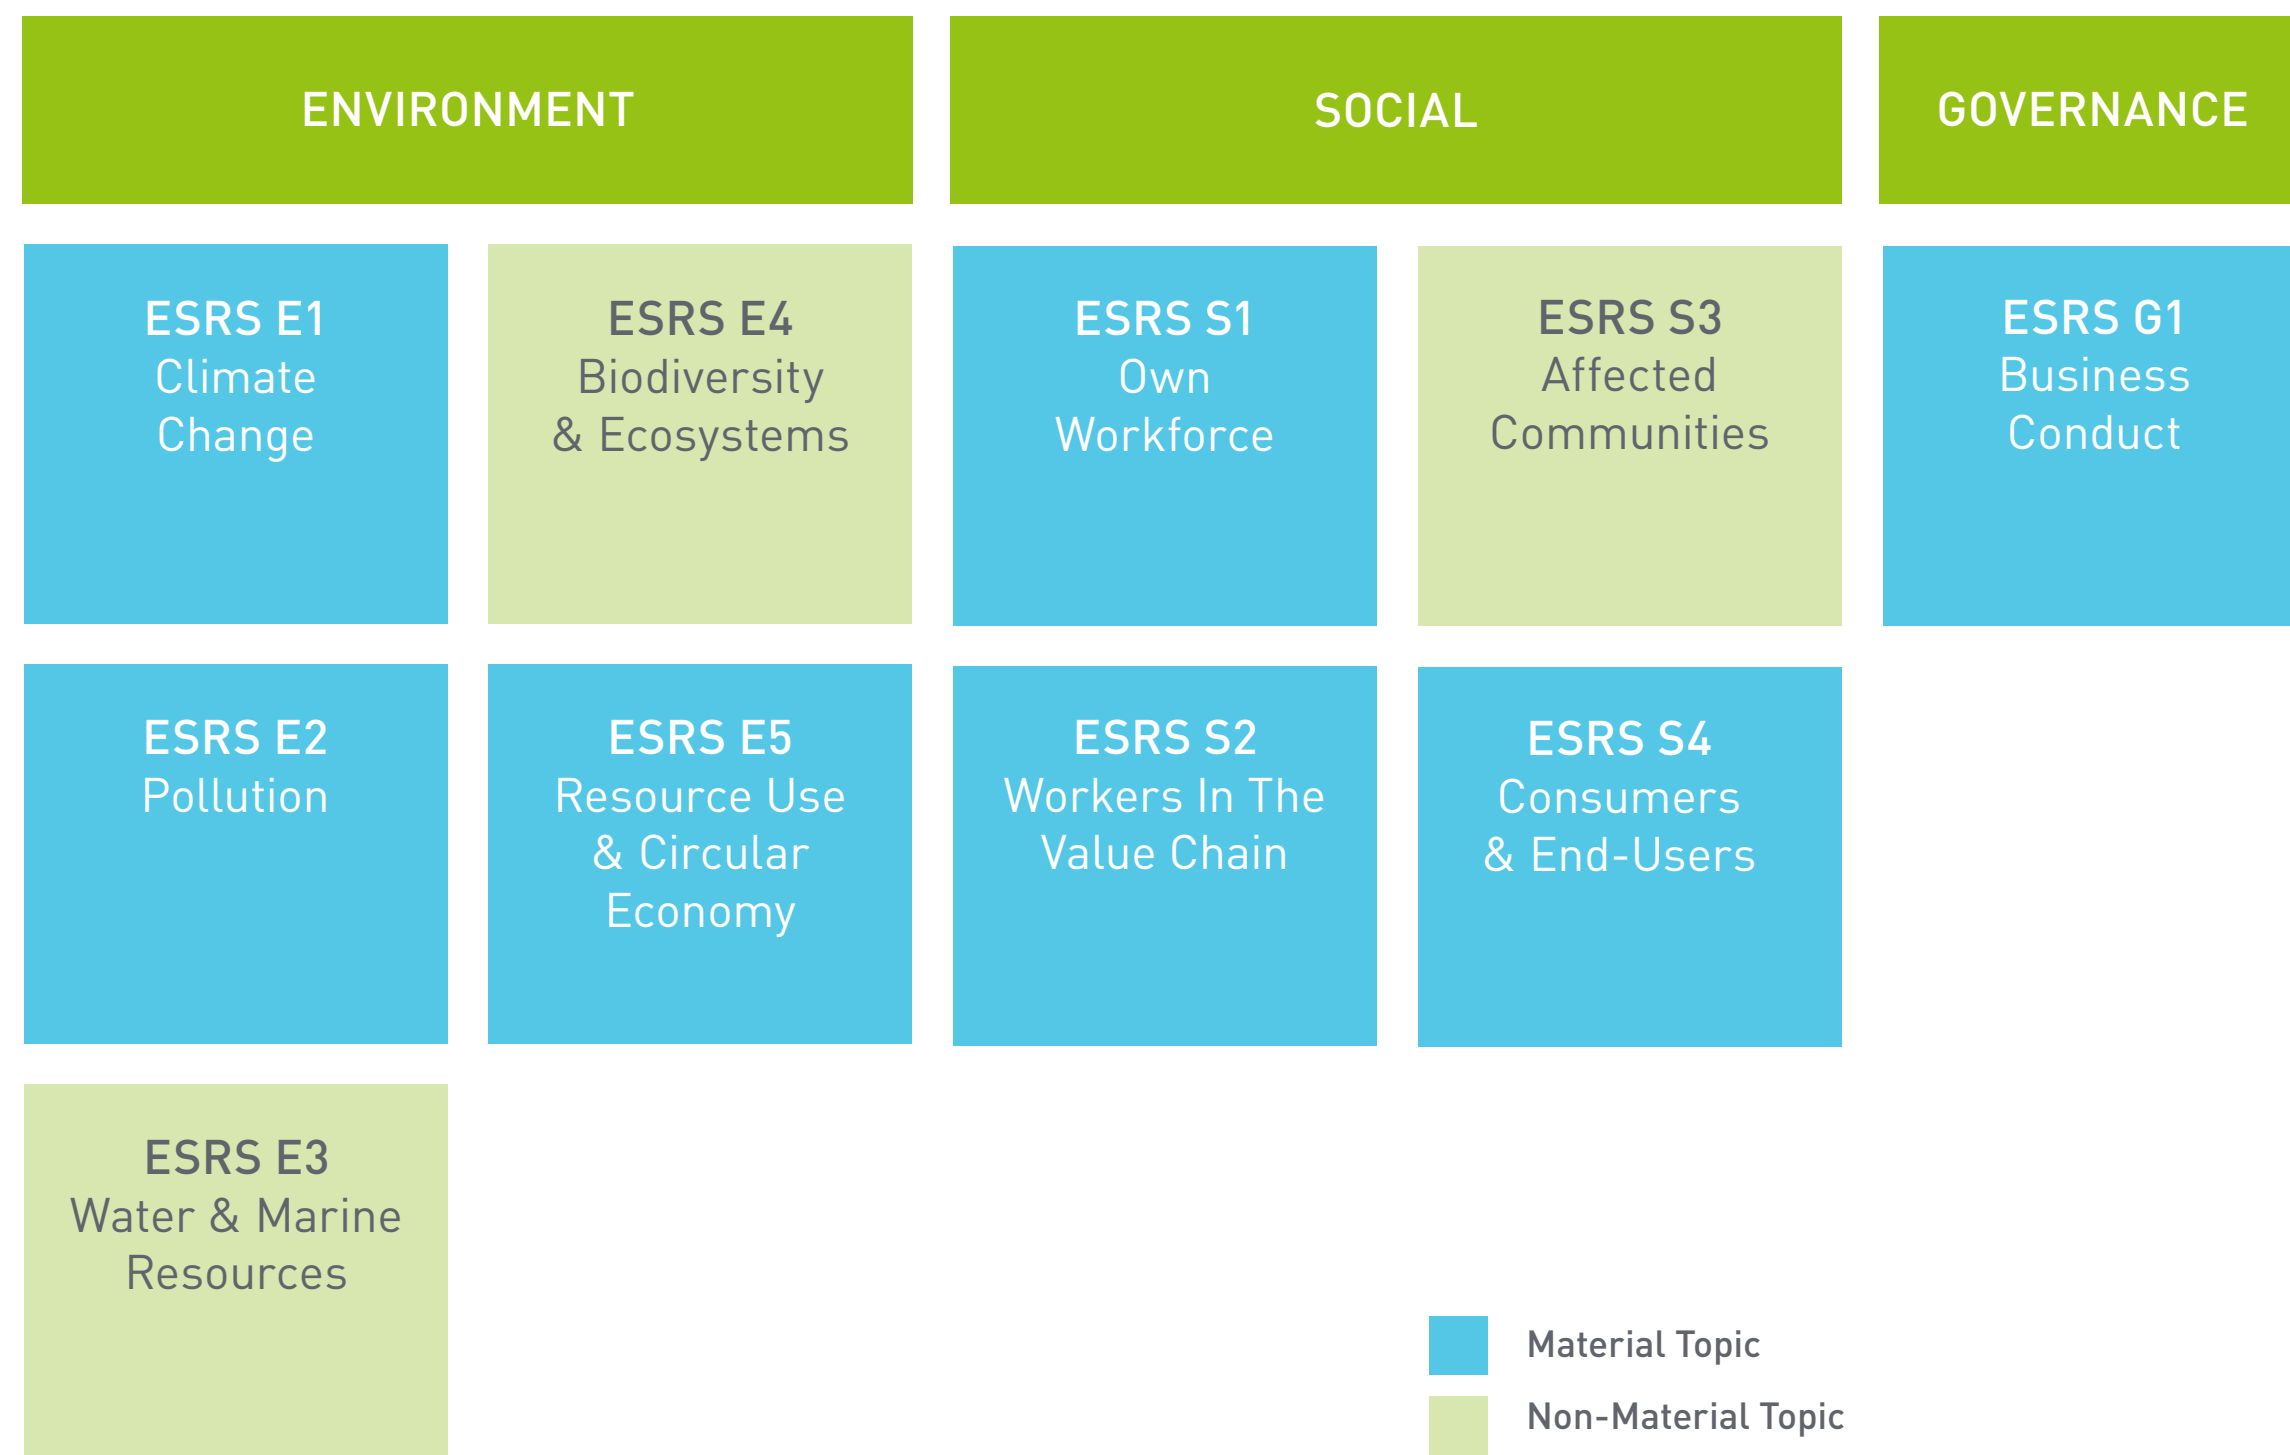 ENVIRONMENT
SOCIAL
GOVERNANCE
ESRS E1
Climate
Change
ESRS E4
Biodiversity
& Ecosystems
ESRS S1
Own
Workforce
ESRS S3
Affected
Communities
ESRS G1
Business
Conduct
ESRS E2
Pollution
ESRS E5
Resource Use
& Circular
Economy
ESRS S2
Workers In The
Value Chain
ESRS S4
Consumers
& End-Users
ESRS E3
Water & Marine
Resources
Material Topic
Non-Material Topic